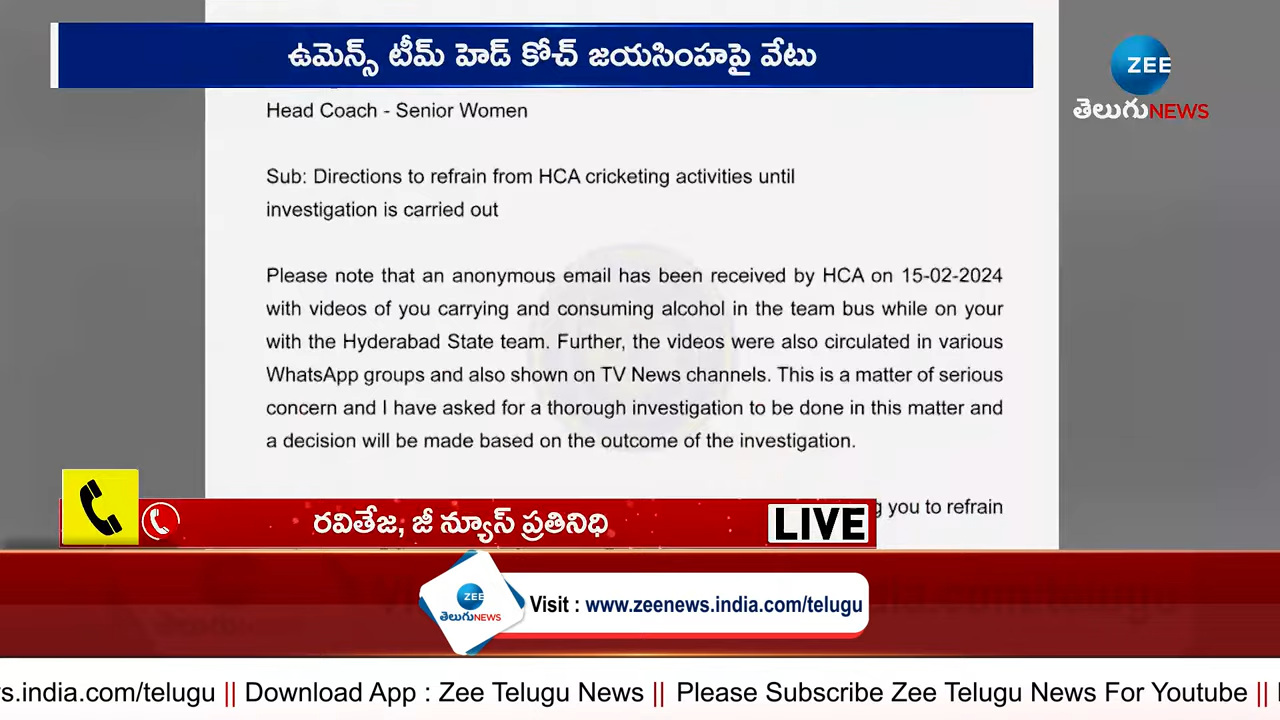 ఉమెన్స్ టీమ్ హెడ్ కోచ్ జయసింహపై వేటు
ZEE
తెలుగుNEWS
Head Coach - Senior Women
Sub: Directions to refrain from HCA cricketing activities until
investigation is carried out
Please note that an anonymous email has been received by HCA on 15-02-2024
with videos of you carrying and consuming alcohol in the team bus while on your
with the Hyderabad State team. Further, the videos were also circulated in various
WhatsApp groups and also shown on TV News channels. This is a matter of serious
concern and I have asked for a thorough investigation to be done in this matter and
a decision will be made based on the outcome of the investigation.
you to refrain
రవితేజ, జీ న్యూస్ ప్రతినిధి
LIVE
ZEE
తెలుగుNEWS
Visit : www.zeenews.india.com/telugu
s.india.com/telugu || Download App : Zee Telugu News || Please Subscribe Zee Telugu News For Youtube ||